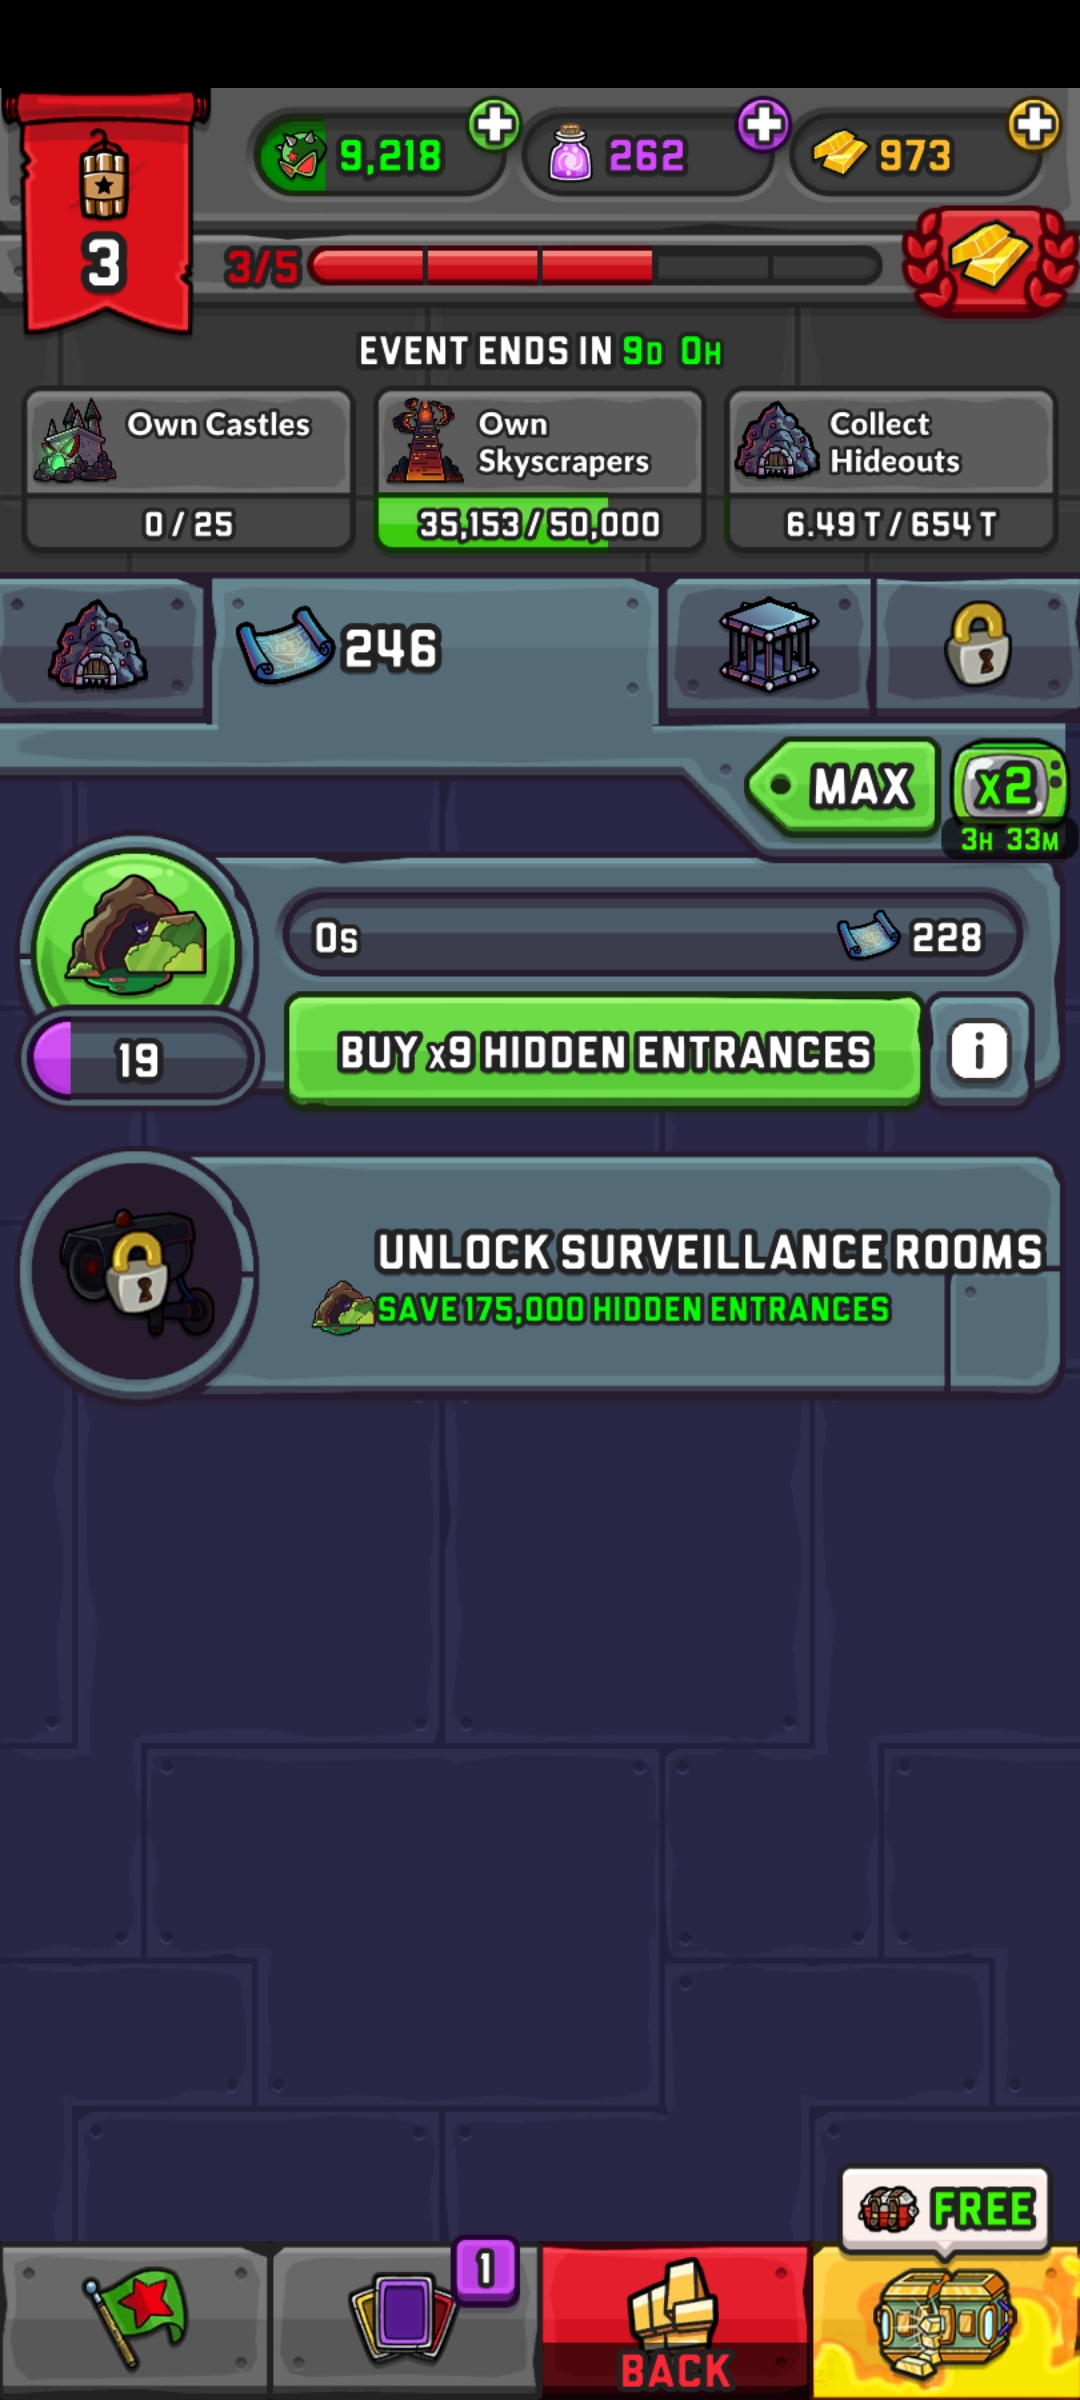 9,218
262
973
3
3/5
EVENT ENDS IN 9D 0H
Own Castles
0 / 25
Own
Skyscrapers
35,153 / 50,000
Collect
Hideouts
6.49 T / 654 T
246
MAX
x2
3H 33M
0s
228
19
BUY x9 HIDDEN ENTRANCES
i
UNLOCK SURVEILLANCE ROOMS
SAVE 175,000 HIDDEN ENTRANCES
FREE
1
BACK